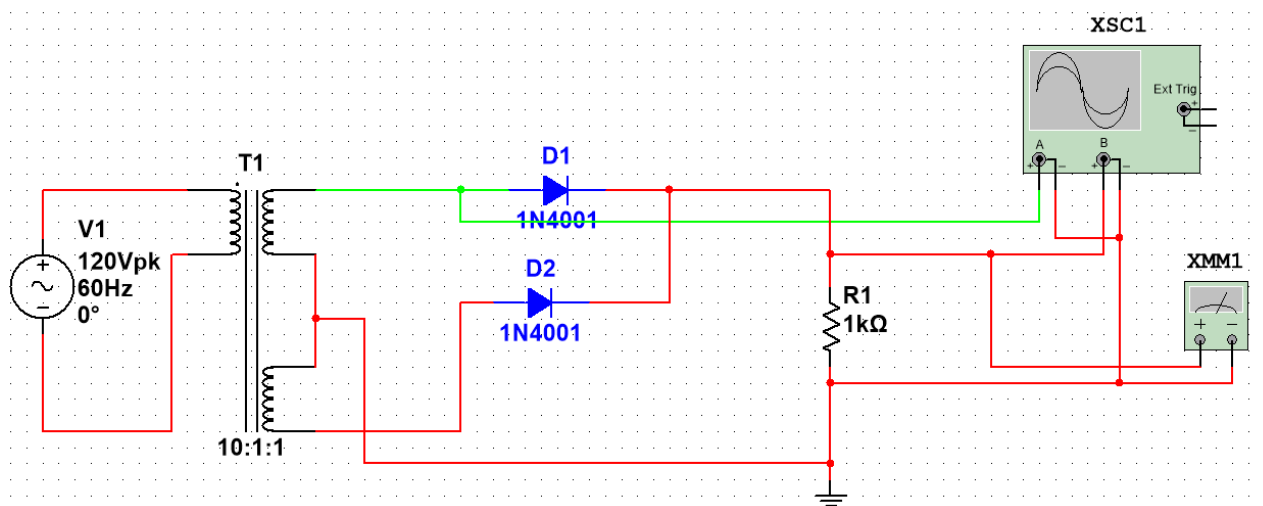 XSC1
Ext Trig
+
−
A
B
+
−
+
−
T1
D1
1N4001
V1
+
−
120Vpk
60Hz
0°
D2
1N4001
XMM1
+
−
R1
1kΩ
10:1:1